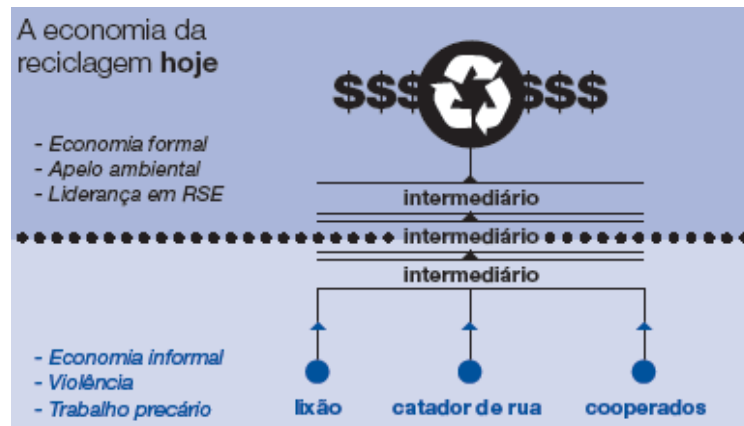 A economia da
reciclagem hoje
$$$ $$$
- Economia formal
- Apelo ambiental
- Liderança em RSE
intermediário
intermediário
intermediário
- Economia informal
- Violência
- Trabalho precário
lixão catador de rua cooperados